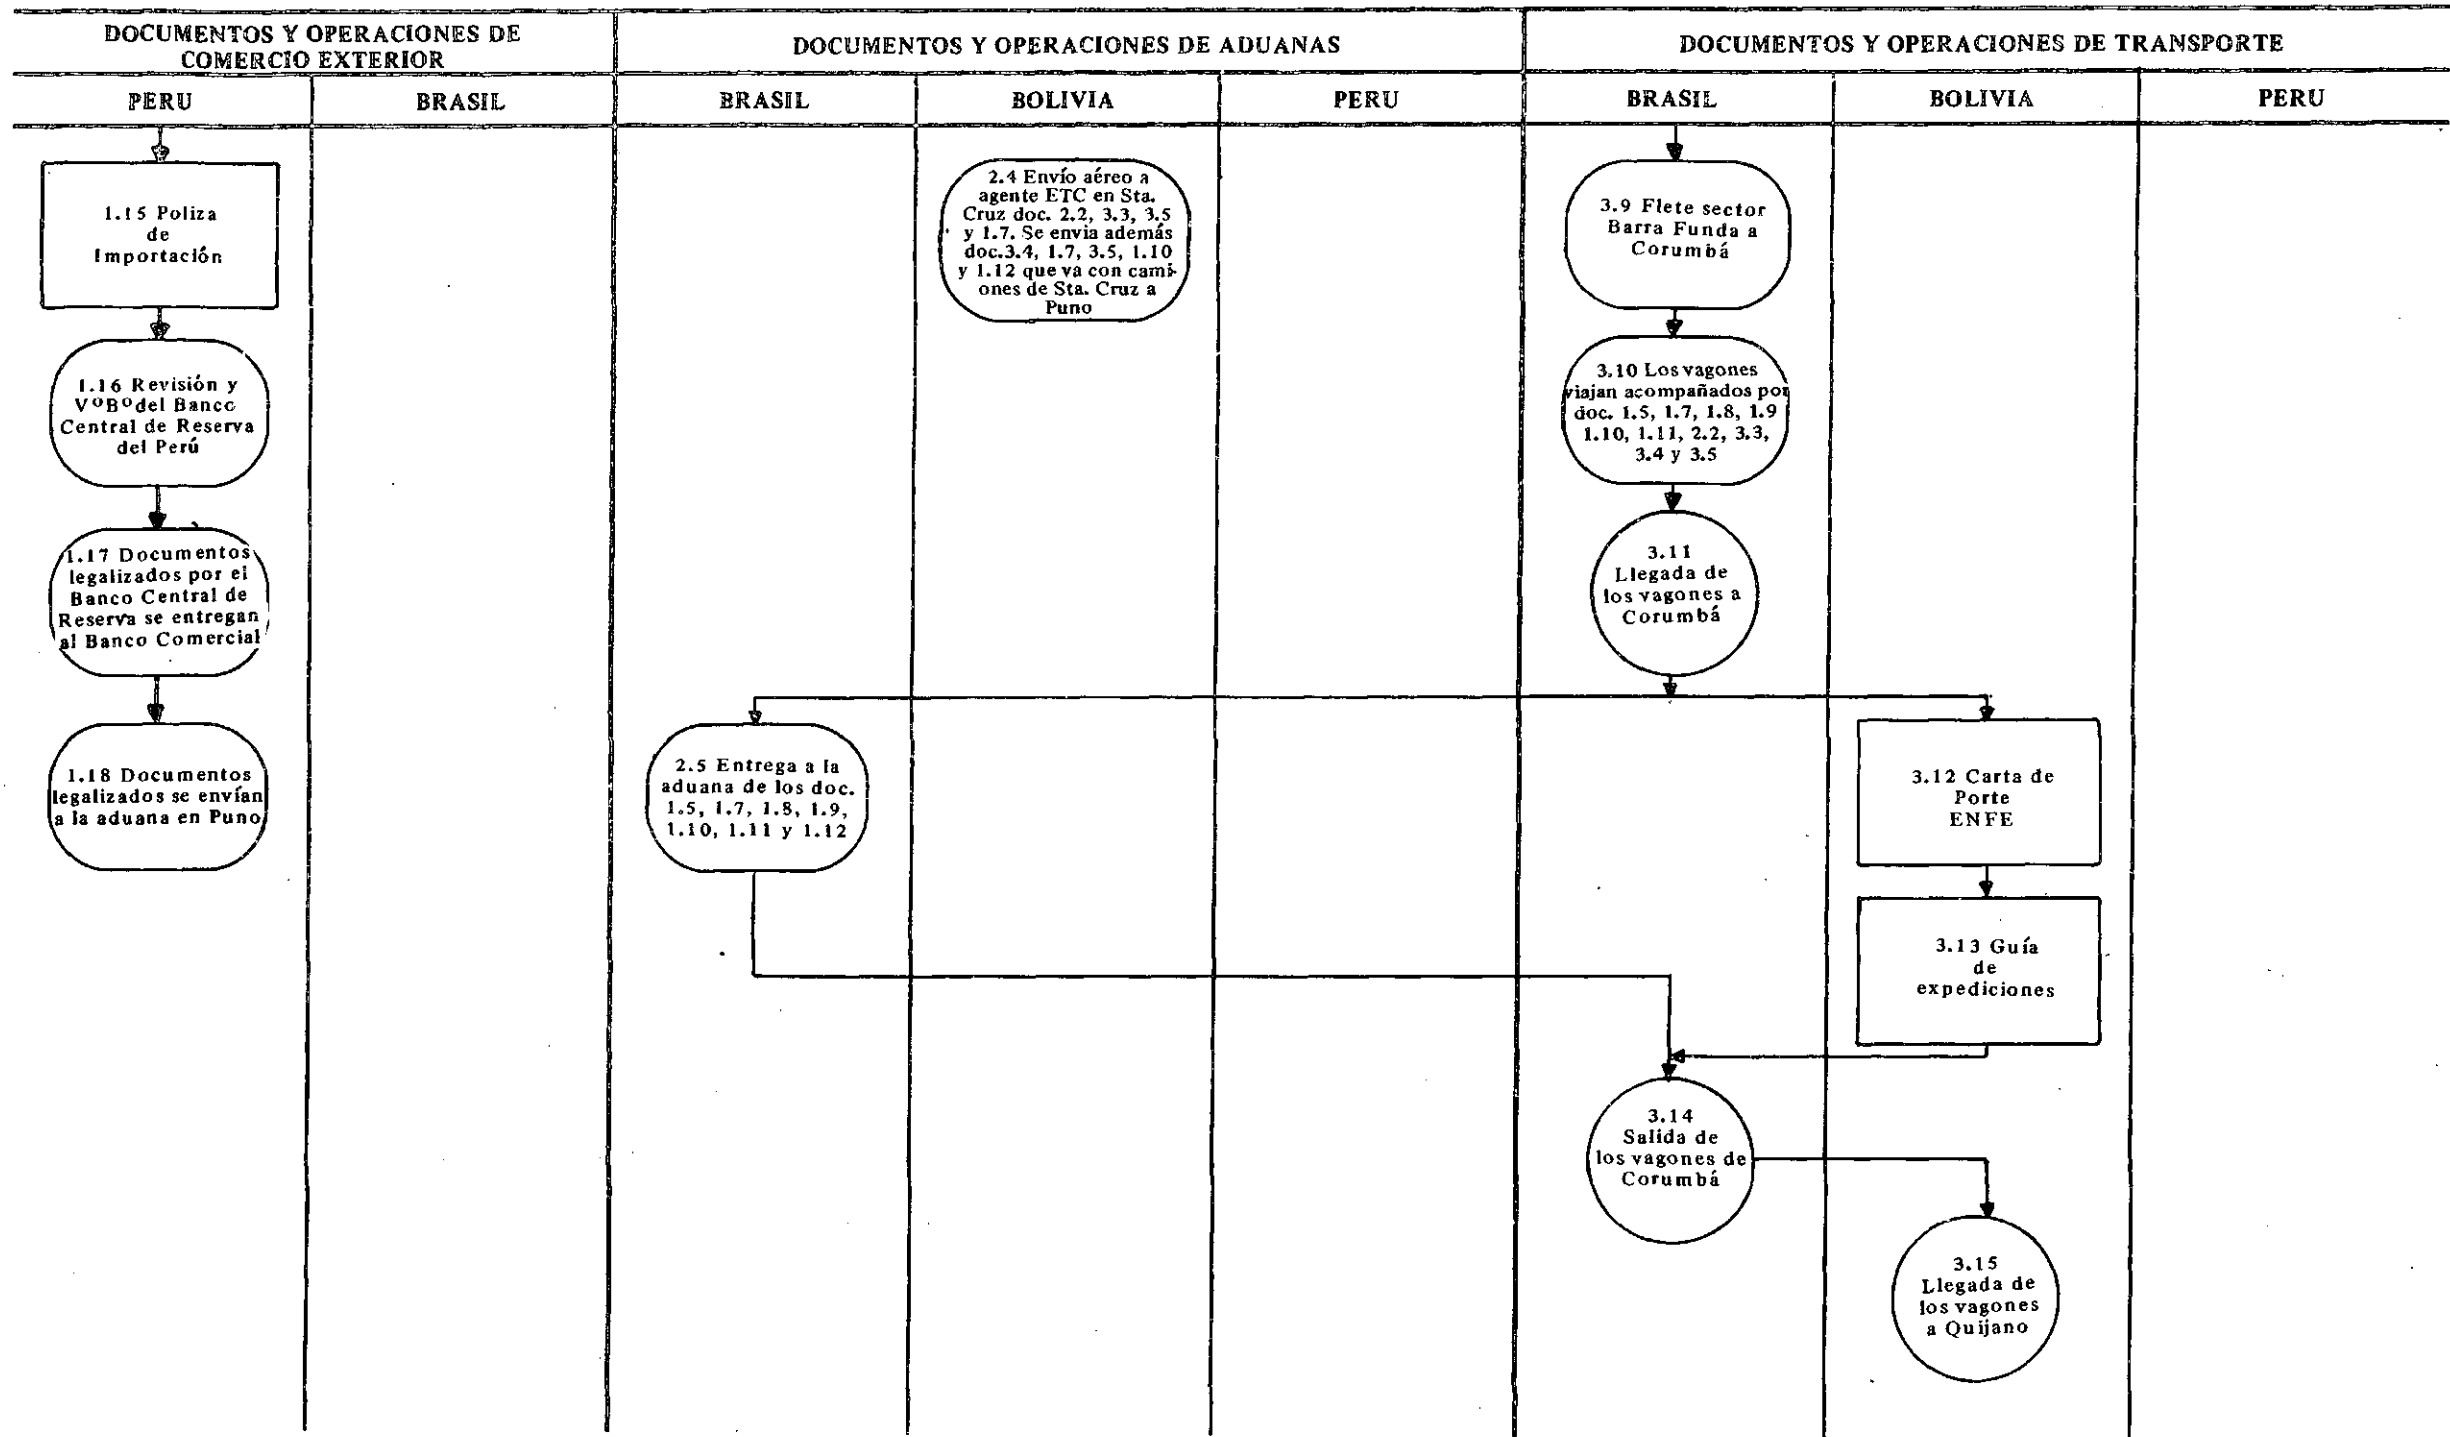 DOCUMENTOS Y OPERACIONES DE
COMERCIO EXTERIOR
DOCUMENTOS Y OPERACIONES DE ADUANAS
DOCUMENTOS Y OPERACIONES DE TRANSPORTE
PERU
BRASIL
BRASIL
BOLIVIA
PERU
BRASIL
BOLIVIA
PERU
1.15 Poliza
de
Importación
1.16 Revisión y
VºBº del Banco
Central de Reserva
del Perú
1.17 Documentos
legalizados por el
Banco Central de
Reserva se entregan
al Banco Comercial
1.18 Documentos
legalizados se envían
a la aduana en Puno
2.5 Entrega a la
aduana de los doc.
1.5, 1.7, 1.8, 1.9,
1.10, 1.11 y 1.12
2.4 Envío aéreo a
agente ETC en Sta.
Cruz doc. 2.2, 3.3, 3.5
y 1.7. Se envia además
doc.3.4, 1.7, 3.5, 1.10
y 1.12 que va con cami-
ones de Sta. Cruz a
Puno
3.9 Flete sector
Barra Funda a
Corumbá
3.10 Los vagones
viajan acompañados por
doc. 1.5, 1.7, 1.8, 1.9
1.10, 1.11, 2.2, 3.3,
3.4 y 3.5
3.11
Llegada de
los vagones a
Corumbá
3.12 Carta de
Porte
ENFE
3.13 Guía
de
expediciones
3.14
Salida de
los vagones de
Corumbá
3.15
Llegada de
los vagones
a Quijano